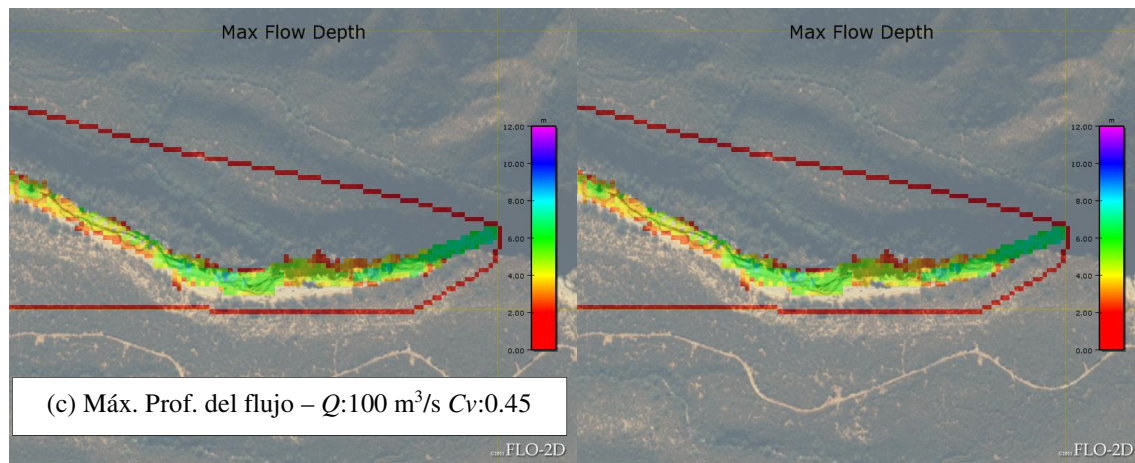 Max Flow Depth
m
12.00
10.00
8.00
6.00
4.00
2.00
0.00
(c) Máx. Prof. del flujo – Q:100 m³/s Cv:0.45
FLO-2D
Max Flow Depth
m
12.00
10.00
8.00
6.00
4.00
2.00
0.00
FLO-2D